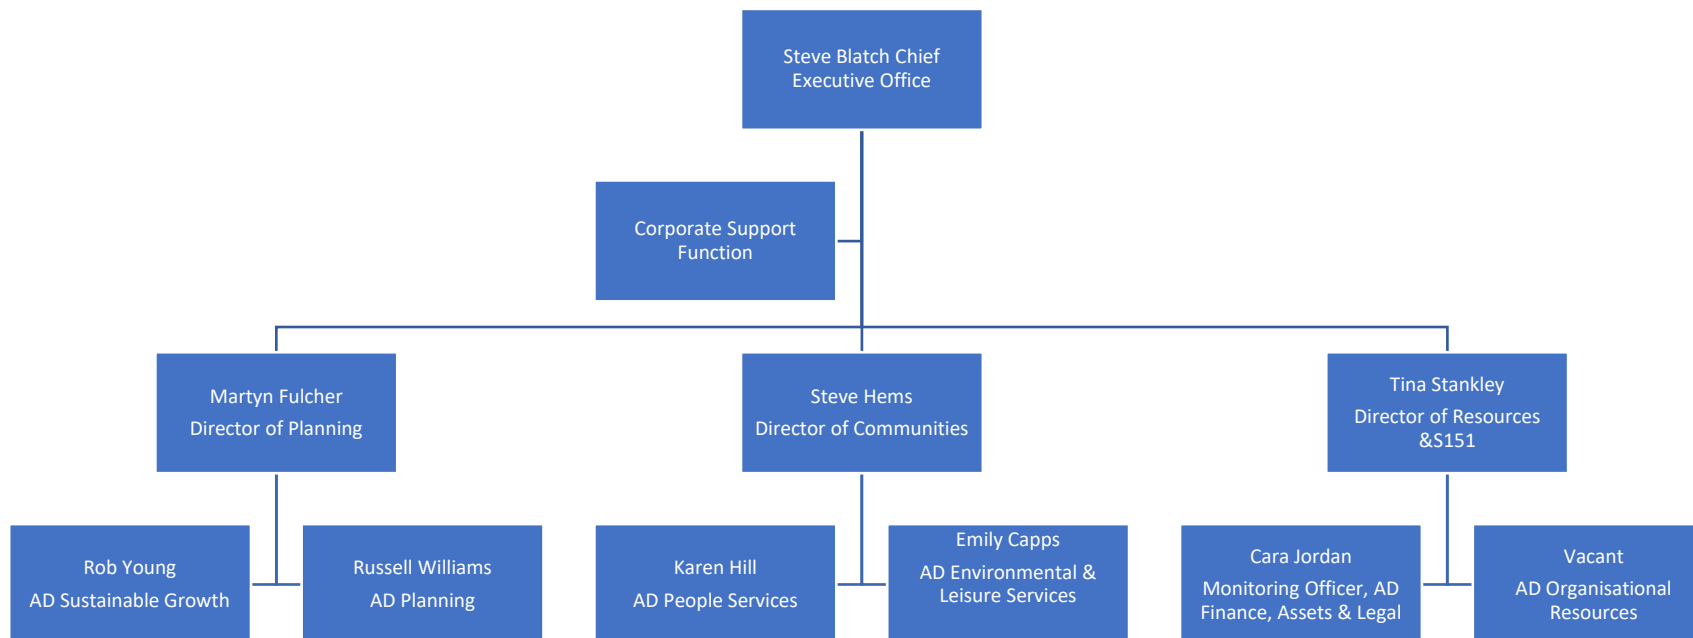 Steve Blatch Chief
Executive Office
Corporate Support
Function
Martyn Fulcher
Director of Planning
Steve Hems
Director of Communities
Tina Stankley
Director of Resources
&S151
Rob Young
AD Sustainable Growth
Russell Williams
AD Planning
Karen Hill
AD People Services
Emily Capps
AD Environmental &
Leisure Services
Cara Jordan
Monitoring Officer, AD
Finance, Assets & Legal
Vacant
AD Organisational
Resources